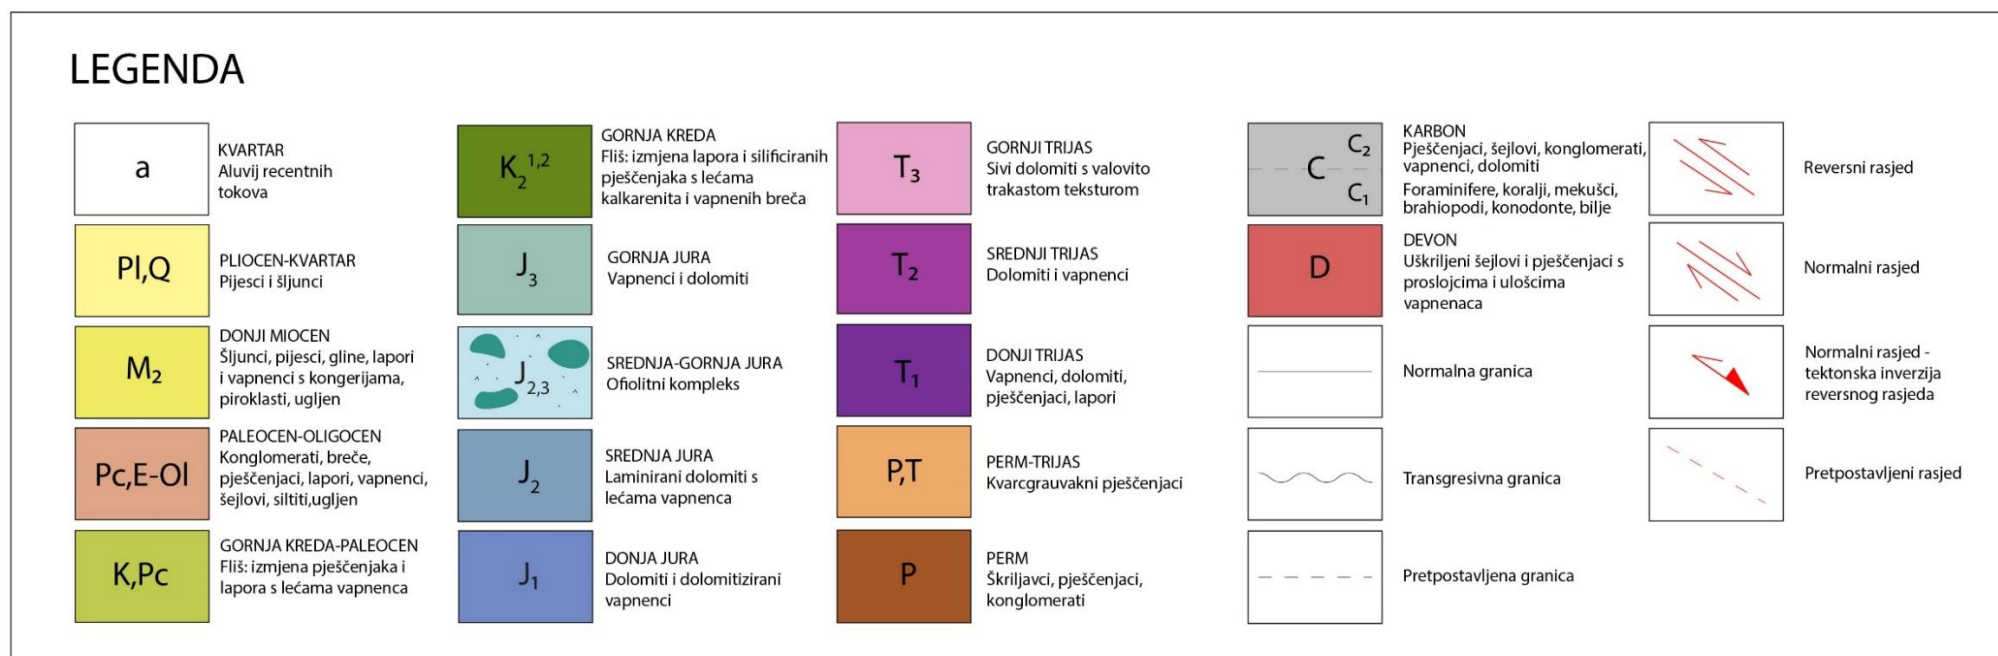 LEGENDA
a
KVARTAR
Aluvij recentnih
tokova
Pl,Q
PLIOCEN-KVARTAR
Pijesci i šljunci
M₂
DONJI MIOCEN
Šljunci, pijesci, gline, lapori
i vapnenci s kongerijama,
piroklasti, ugljen
Pc,E-Ol
PALEOCEN-OLIGOCEN
Konglomerati, breče,
pješčenjaci, lapori, vapnenci,
šejlovi, siltiti,ugljen
K,Pc
GORNJA KREDA-PALEOCEN
Fliš: izmjena pješčenjaka i
lapora s lećama vapnenca
K₂¹,²
GORNJA KREDA
Fliš: izmjena lapora i silificiranih
pješčenjaka s lećama
kalkarenita i vapnenih breča
J₃
GORNJA JURA
Vapnenci i dolomiti
J₂,₃
SREDNJA-GORNJA JURA
Ofiolitni kompleks
J₂
SREDNJA JURA
Laminirani dolomiti s
lećama vapnenca
J₁
DONJA JURA
Dolomiti i dolomitizirani
vapnenci
T₃
GORNJI TRIJAS
Sivi dolomiti s valovito
trakastom teksturom
T₂
SREDNJI TRIJAS
Dolomiti i vapnenci
T₁
DONJI TRIJAS
Vapnenci, dolomiti,
pješčenjaci, lapori
P,T
PERM-TRIJAS
Kvarcgrauvakni pješčenjaci
P
PERM
Škriljavci, pješčenjaci,
konglomerati
C₂
C
C₁
KARBON
Pješčenjaci, šejlovi, konglomerati,
vapnenci, dolomiti
Foraminifere, koralji, mekušci,
brahiopodi, konodonte, bilje
D
DEVON
Uškriljeni šejlovi i pješčenjaci s
proslojcima i ulošcima
vapnenaca
Normalna granica
Transgresivna granica
Pretpostavljena granica
Reversni rasjed
Normalni rasjed
Normalni rasjed -
tektonska inverzija
reversnog rasjeda
Pretpostavljeni rasjed